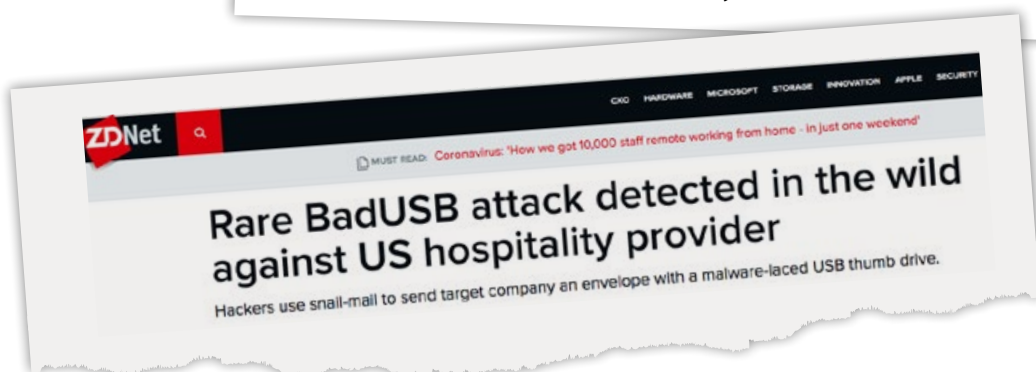 CXO HARDWARE MICROSOFT STORAGE INNOVATION APPLE SECURITY
ZDNet
MUST READ: Coronavirus: 'How we got 10,000 staff remote working from home - in just one weekend'
Rare BadUSB attack detected in the wild
against US hospitality provider
Hackers use snail-mail to send target company an envelope with a malware-laced USB thumb drive.